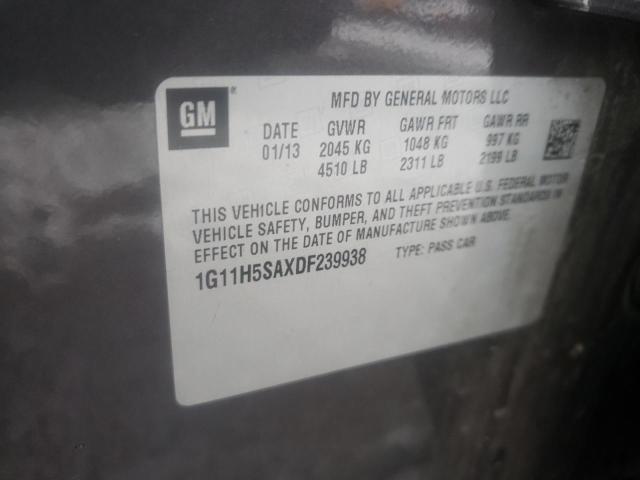 GM
MFD BY GENERAL MOTORS LLC
DATE GVWR GAWR FRT GAWR RR
01/13 2045 KG 1048 KG 997 KG
4510 LB 2311 LB 2199 LB
THIS VEHICLE CONFORMS TO ALL APPLICABLE U.S. FEDERAL MOTOR
VEHICLE SAFETY, BUMPER, AND THEFT PREVENTION STANDARDS IN
EFFECT ON THE DATE OF MANUFACTURE SHOWN ABOVE.
1G11H5SAXDF239938 TYPE: PASS CAR